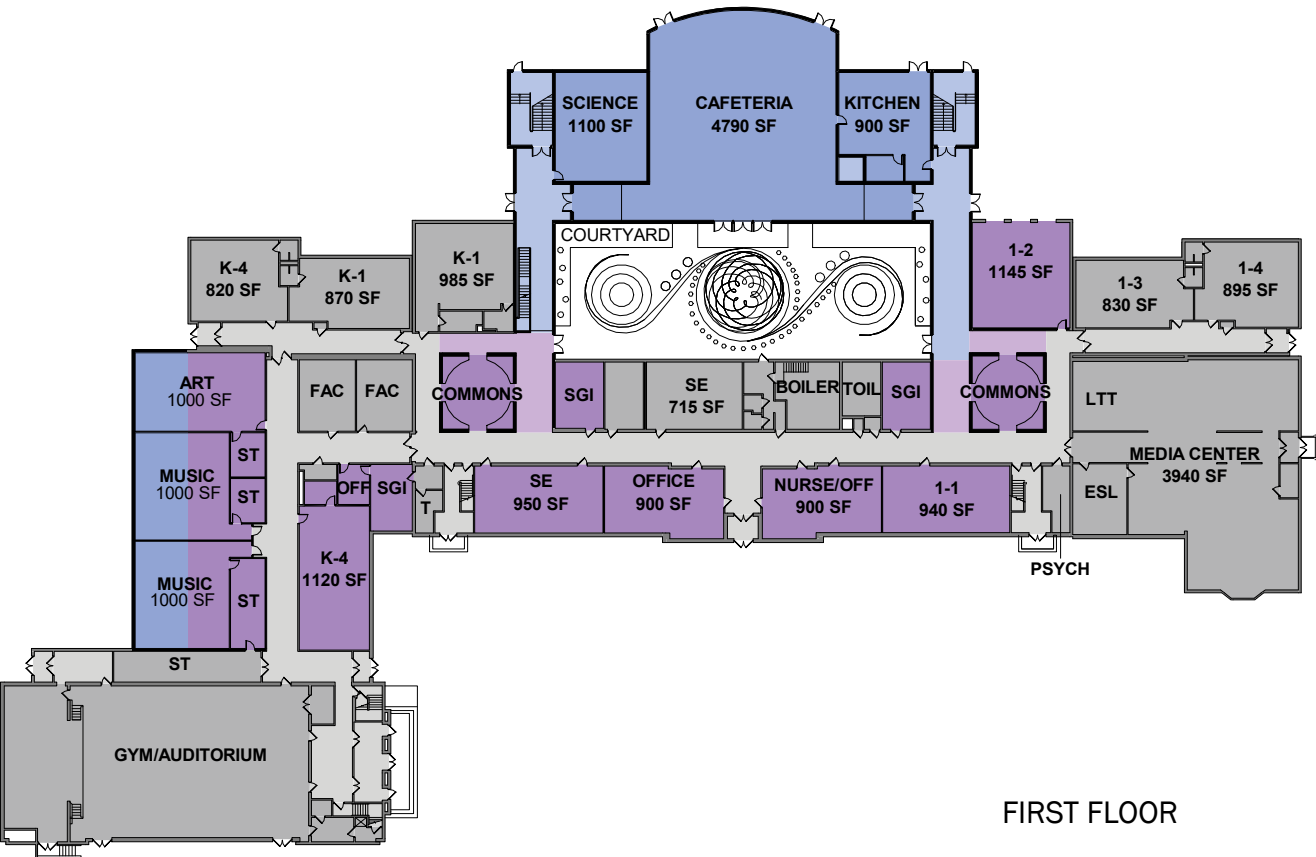 SCIENCE
1100 SF
CAFETERIA
4790 SF
KITCHEN
900 SF
COURTYARD
K-4
820 SF
K-1
870 SF
K-1
985 SF
1-2
1145 SF
1-3
830 SF
1-4
895 SF
ART
1000 SF
FAC
FAC
COMMONS
SGI
SE
715 SF
BOILER
TOIL
SGI
COMMONS
LTT
MUSIC
1000 SF
ST
ST
OFF
SGI
T
SE
950 SF
OFFICE
900 SF
NURSE/OFF
900 SF
1-1
940 SF
ESL
MEDIA CENTER
3940 SF
PSYCH
K-4
1120 SF
MUSIC
1000 SF
ST
ST
GYM/AUDITORIUM
FIRST FLOOR